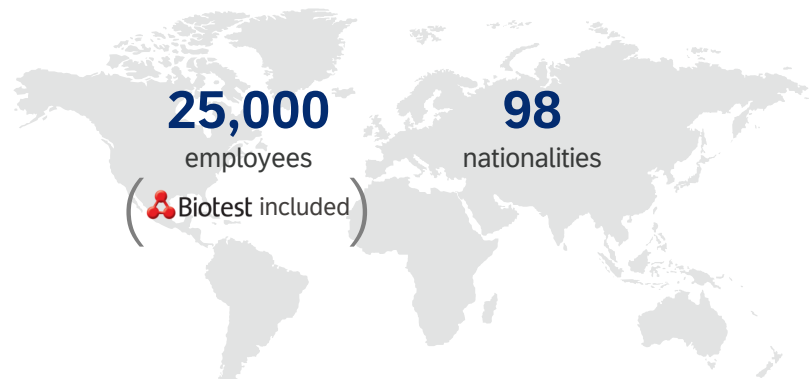 25,000
employees
(Biotest included)
98
nationalities